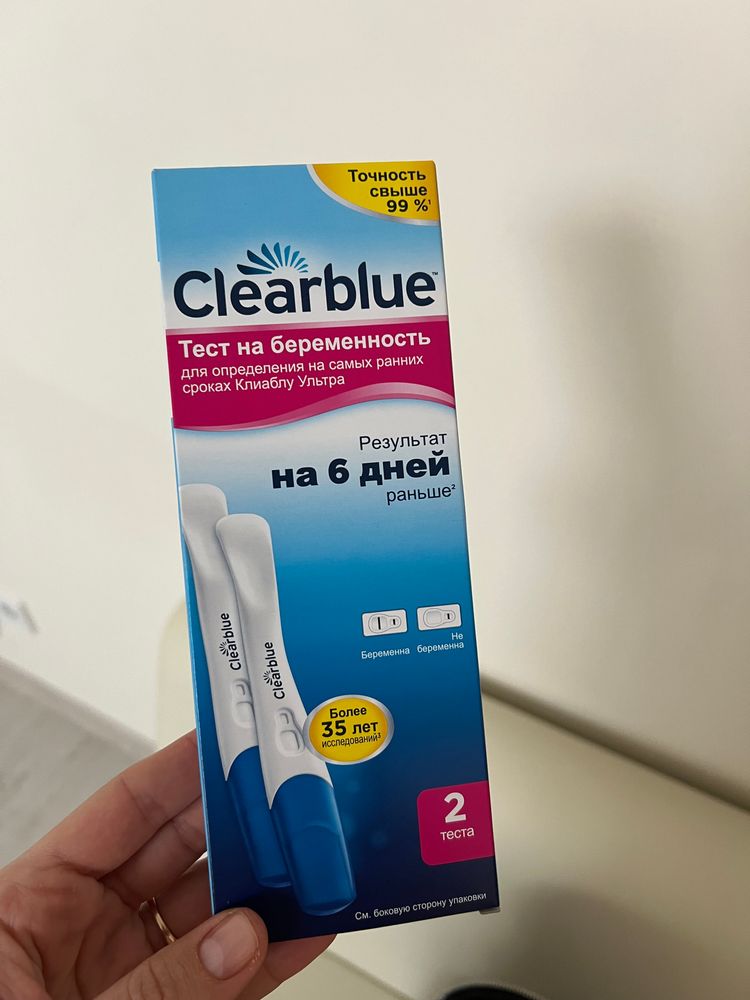 Точность
свыше
99 %¹
Clearblue™
Тест на беременность
для определения на самых ранних
сроках Клиаблу Ультра
Результат
на 6 дней
раньше²
Беременна
Не
беременна
Clearblue
Clearblue
Более
35 лет
исследований³
2
теста
См. боковую сторону упаковки